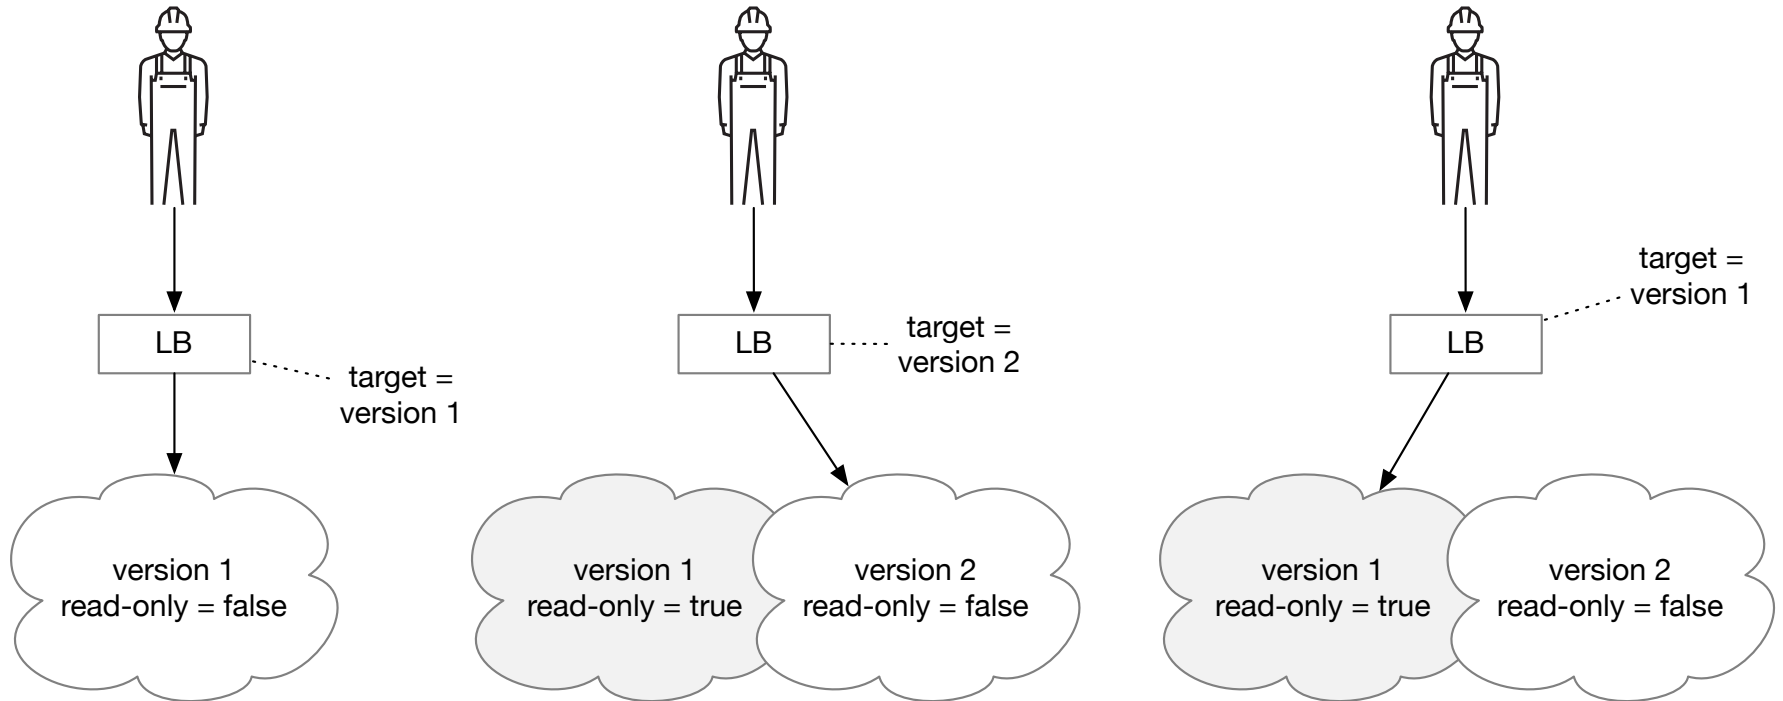 LB
target =
version 1
version 1
read-only = false
LB
target =
version 2
version 1
read-only = true
version 2
read-only = false
LB
target =
version 1
version 1
read-only = true
version 2
read-only = false